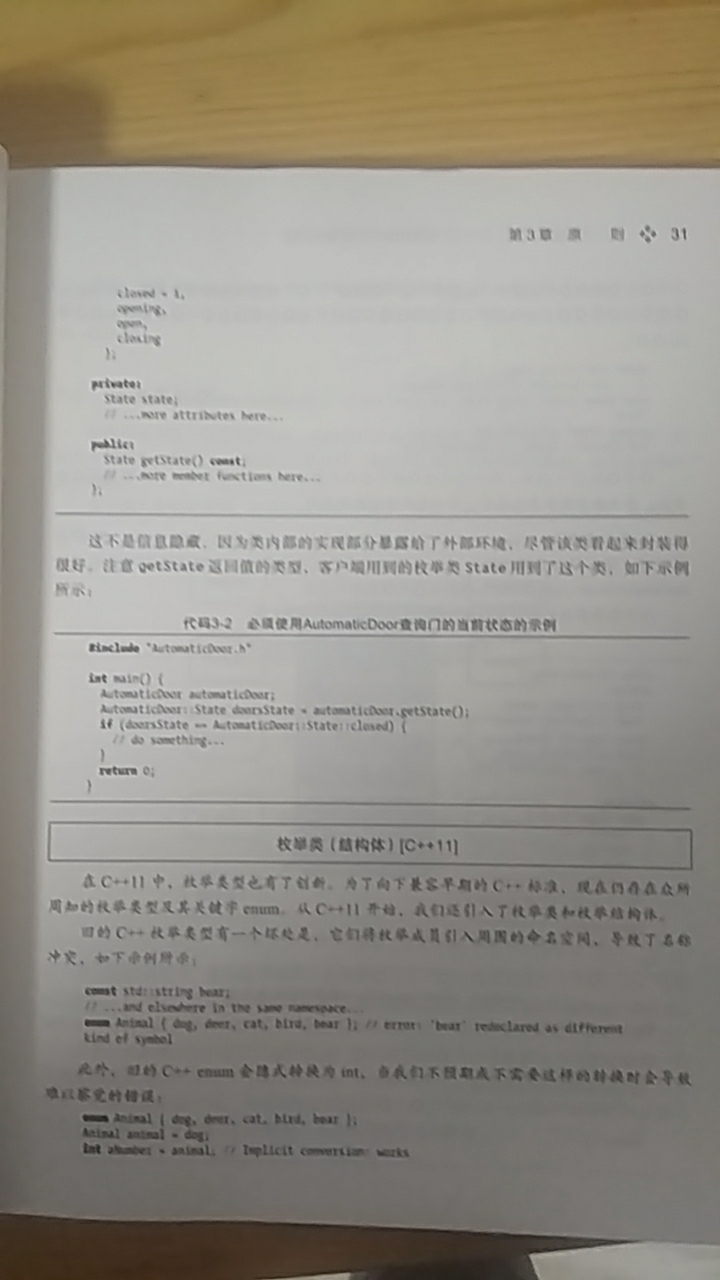 第3章 原 则 31
closed = 1,
opening,
open,
closing
};
private:
State state;
// ...more attributes here...
public:
State getState() const;
// ...more member functions here...
};
这不是信息隐藏，因为类内部的实现部分暴露给了外部环境，尽管该类看起来封装得
很好。注意 getState 返回值的类型，客户端用到的枚举类 State 用到了这个类，如下示例
所示：
代码3-2 必须使用AutomaticDoor查询门的当前状态的示例
#include "AutomaticDoor.h"
int main() {
AutomaticDoor automaticDoor;
AutomaticDoor::State doorsState = automaticDoor.getState();
if (doorsState == AutomaticDoor::State::closed) {
// do something...
}
return 0;
}
枚举类（结构体）[C++11]
在 C++11 中，枚举类型也有了创新。为了向下兼容早期的 C++ 标准，现在仍存在众所
周知的枚举类型及其关键字 enum。从 C++11 开始，我们还引入了枚举类和枚举结构体。
旧的 C++ 枚举类型有一个坏处是，它们将枚举成员引入周围的命名空间，导致了名称
冲突，如下示例所示：
const std::string bear;
// ...and elsewhere in the same namespace...
enum Animal { dog, deer, cat, bird, bear }; // error: 'bear' redeclared as different
kind of symbol
此外，旧的 C++ enum 会隐式转换为 int，当我们不预期或不需要这样的转换时会导致
难以察觉的错误：
enum Animal { dog, deer, cat, bird, bear };
Animal animal = dog;
int aNumber = animal; // Implicit conversion: works